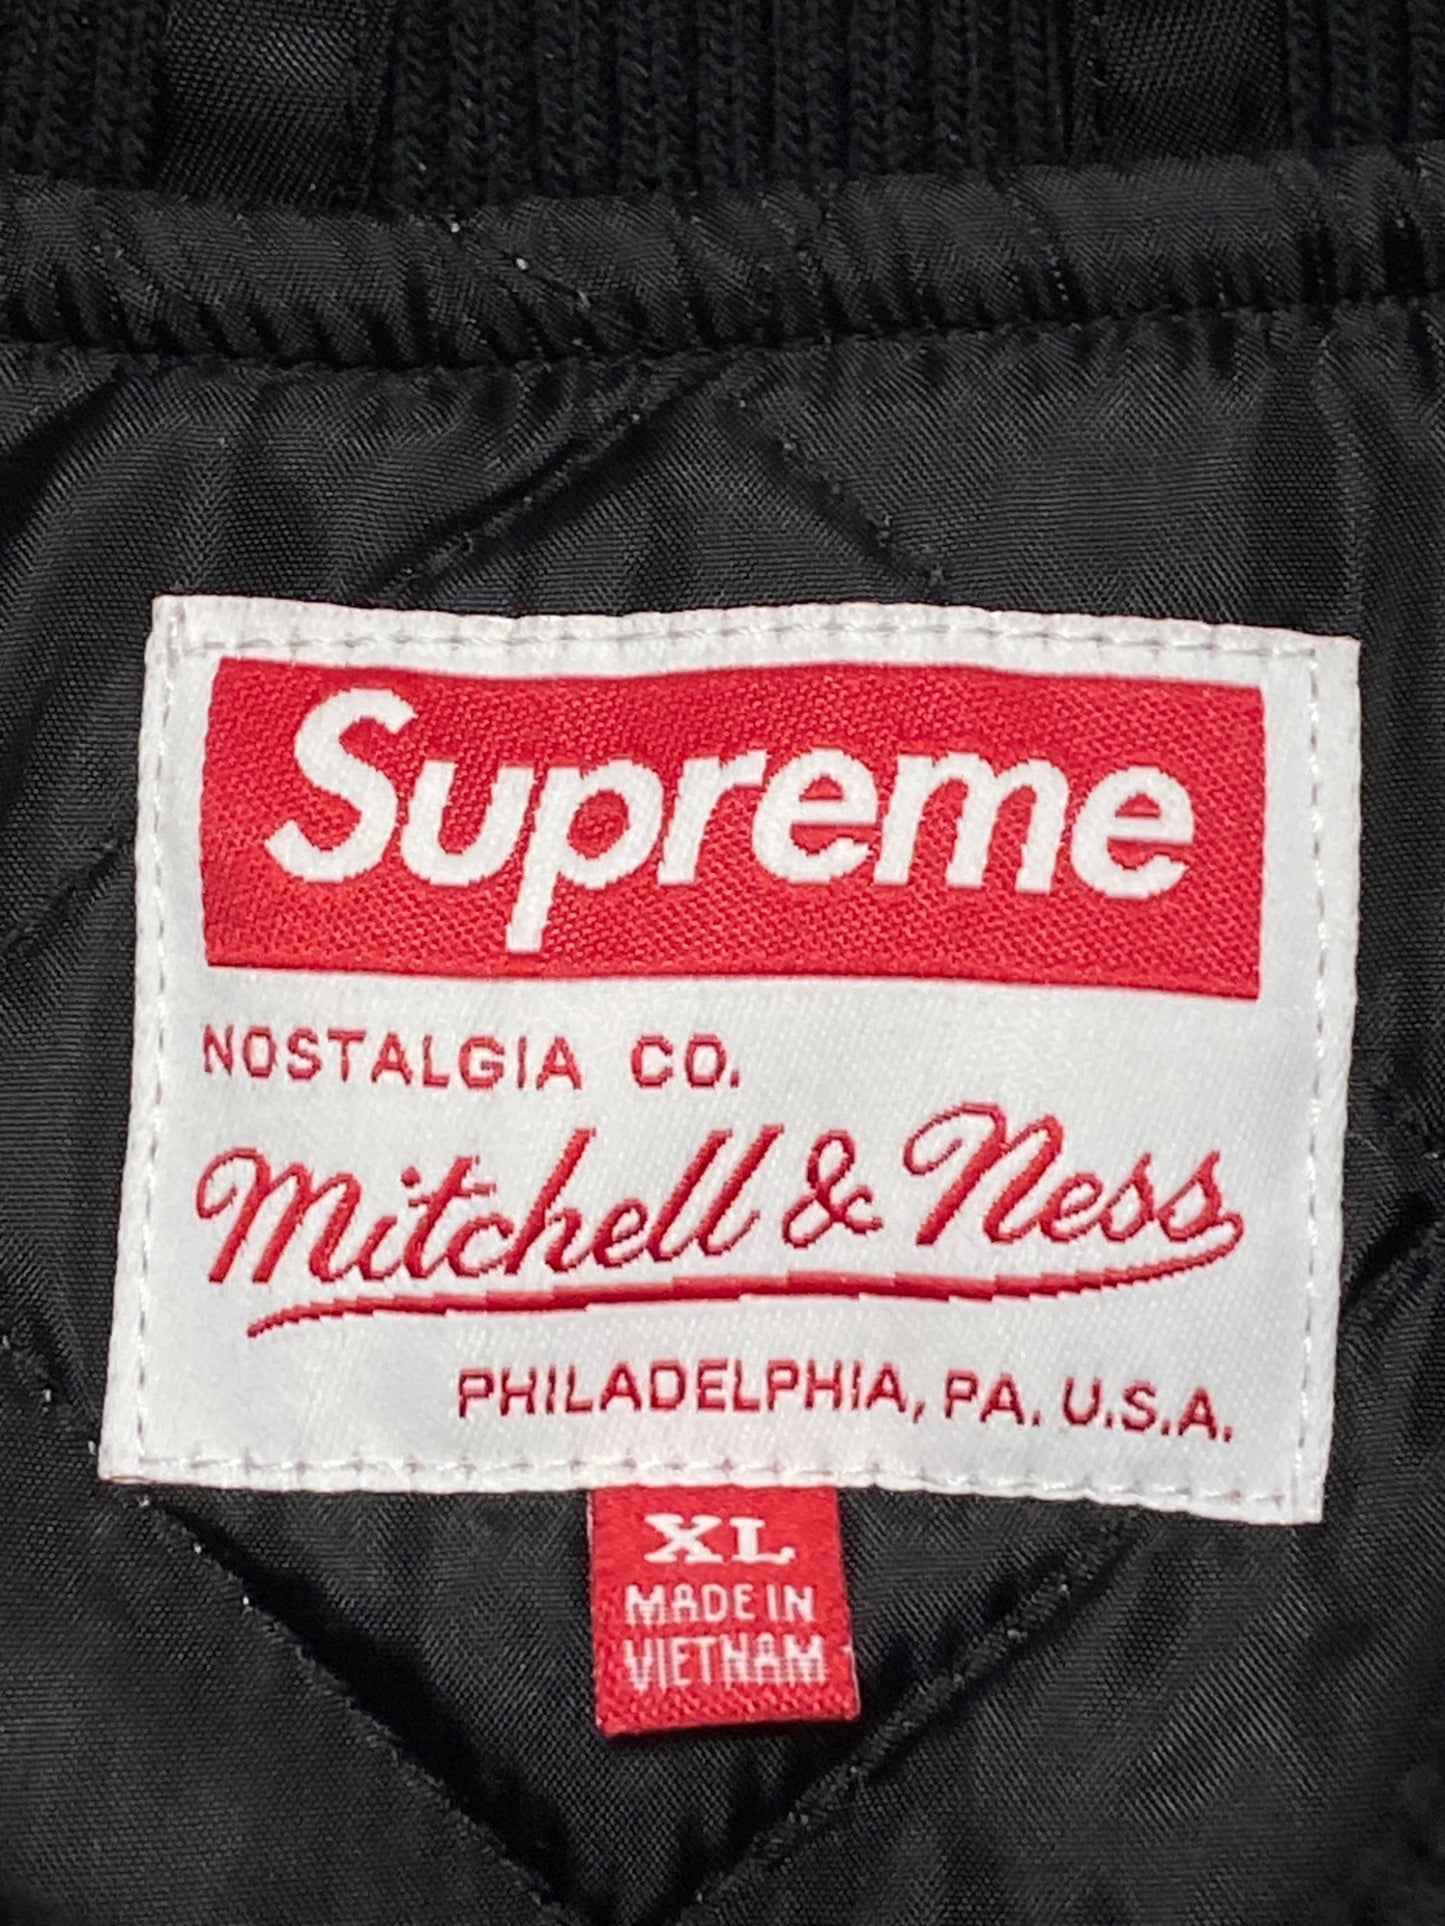 Supreme
NOSTALGIA CO.
Mitchell & Ness
PHILADELPHIA, PA. U.S.A.
XL
MADE IN
VIETNAM